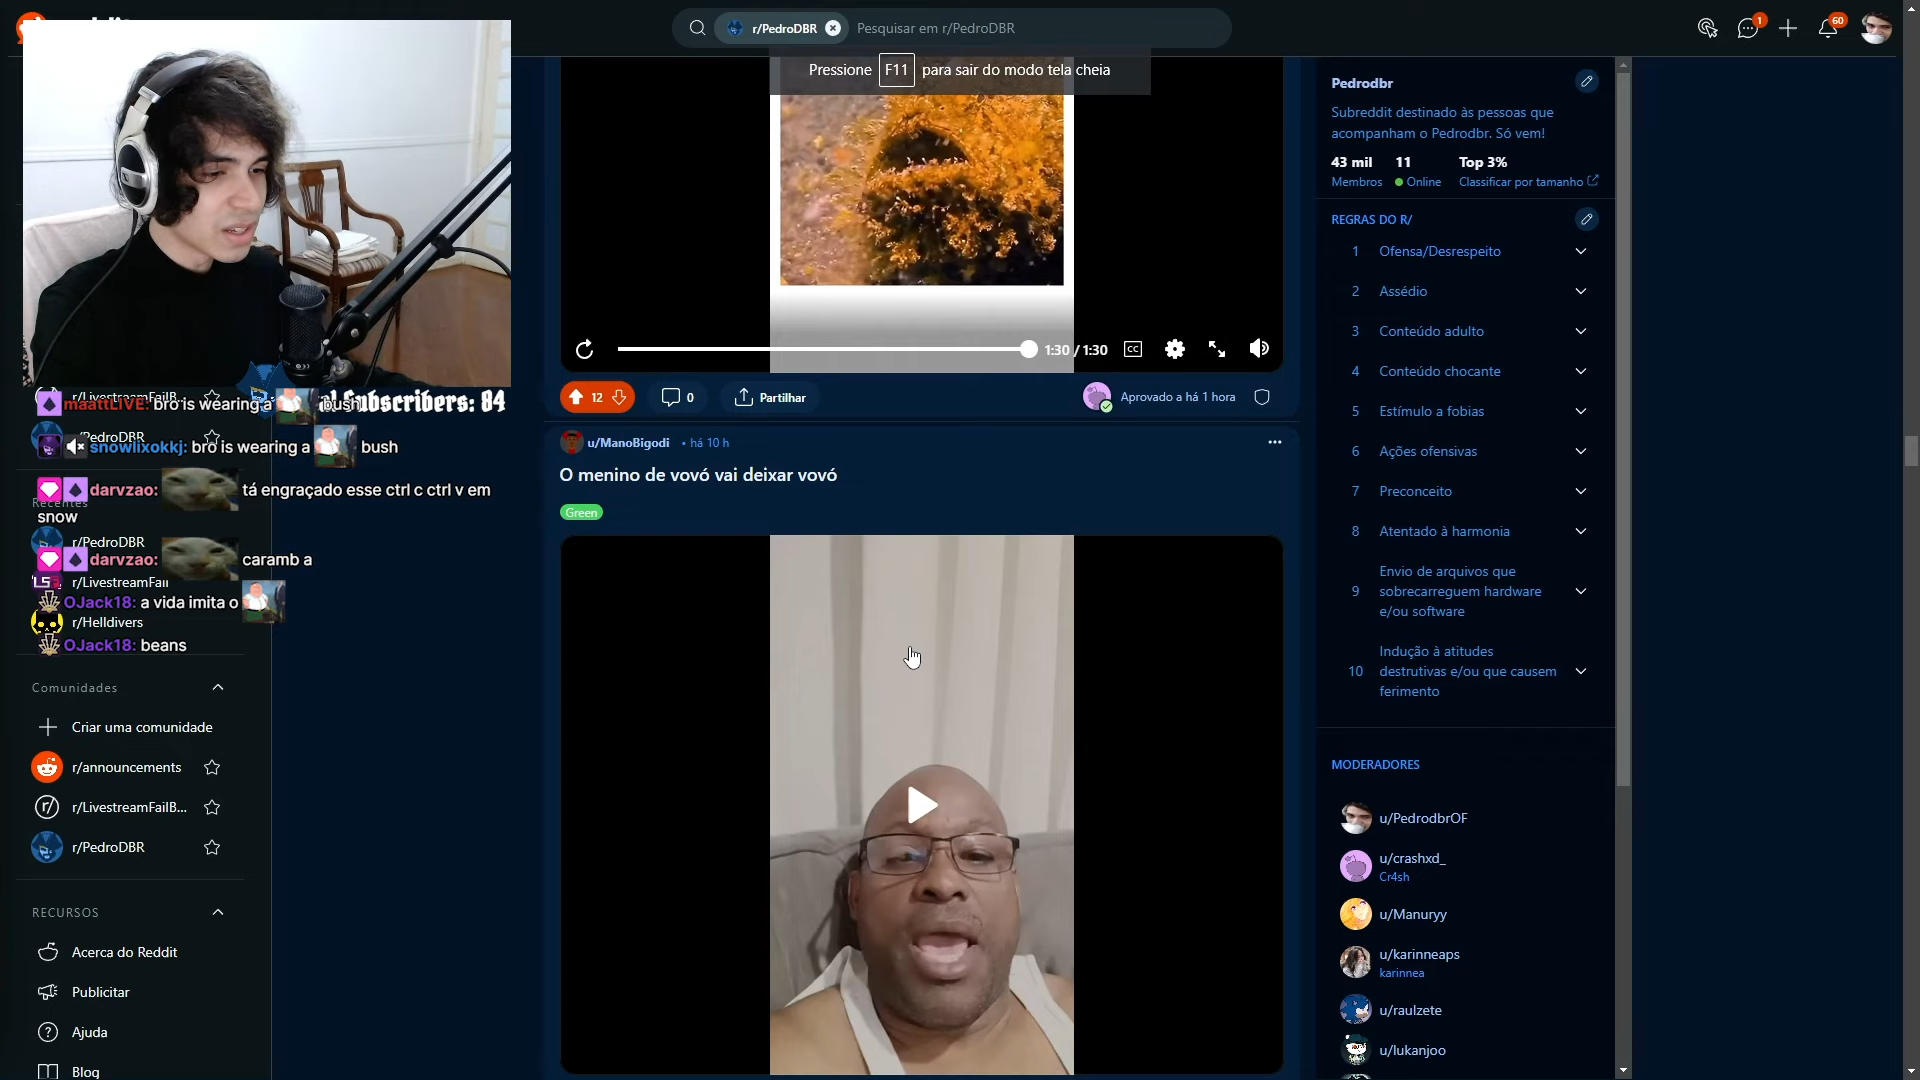 r/PedroDBR
Pesquisar em r/PedroDBR
1
60
Pressione F11 para sair do modo tela cheia
1:30 / 1:30
CC
12
0
Partilhar
Aprovado a há 1 hora
u/ManoBigodi • há 10 h
O menino de vovó vai deixar vovó
Green
Subscribers: 84
maattLIVE: bro is wearing a bush
r/PedroDBR
snowlixokkj: bro is wearing a bush
darvzao: tá engraçado esse ctrl c ctrl v em
snow
Recentes
r/PedroDBR
darvzao: caramb a
r/LivestreamFail
OJack18: a vida imita o
r/Helldivers
OJack18: beans
Comunidades
Criar uma comunidade
r/announcements
r/LivestreamFailB...
r/PedroDBR
RECURSOS
Acerca do Reddit
Publicitar
Ajuda
Blog
Pedrodbr
Subreddit destinado às pessoas que
acompanham o Pedrodbr. Só vem!
43 mil 11 Top 3%
Membros Online Classificar por tamanho
REGRAS DO R/
1 Ofensa/Desrespeito
2 Assédio
3 Conteúdo adulto
4 Conteúdo chocante
5 Estímulo a fobias
6 Ações ofensivas
7 Preconceito
8 Atentado à harmonia
9 Envio de arquivos que
sobrecarreguem hardware
e/ou software
10 Indução à atitudes
destrutivas e/ou que causem
ferimento
MODERADORES
u/PedrodbrOF
u/crashxd_
Cr4sh
u/Manuryy
u/karinneaps
karinnea
u/raulzete
u/lukanjoo